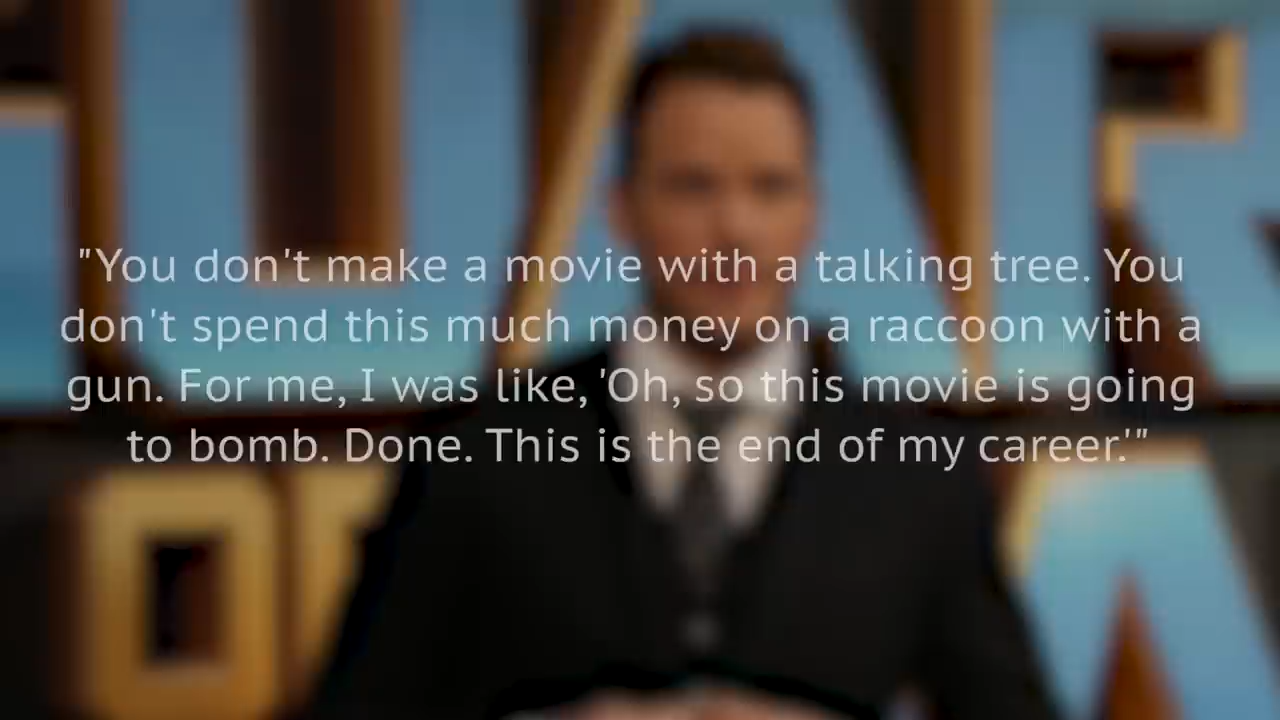 "You don't make a movie with a talking tree. You
don't spend this much money on a raccoon with a
gun. For me, I was like, 'Oh, so this movie is going
to bomb. Done. This is the end of my career.'"